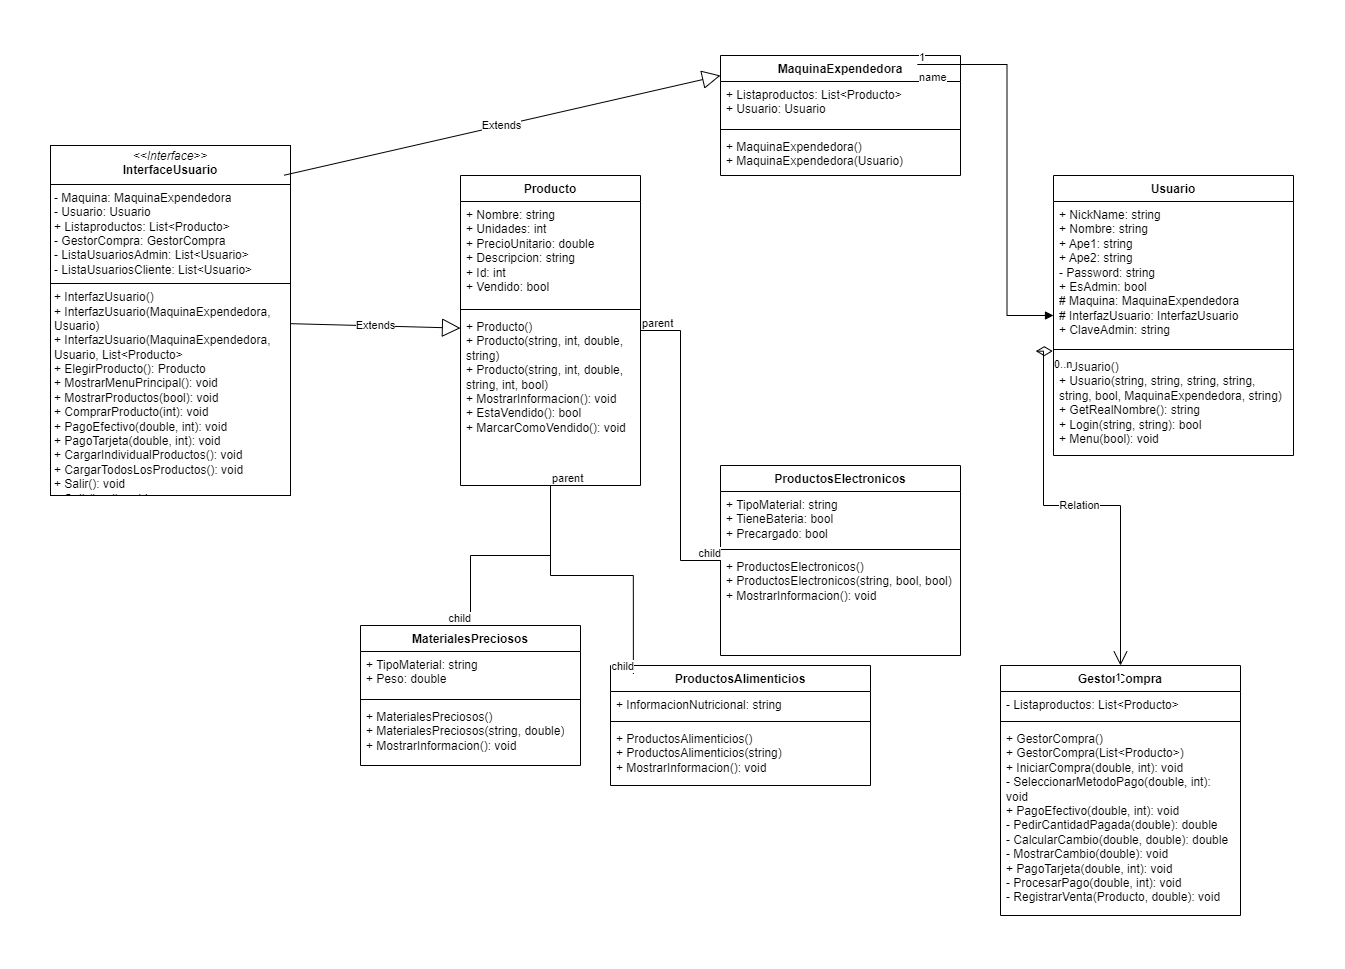 1
MaquinaExpendedora
name
+ Listaproductos: List<Producto>
+ Usuario: Usuario
+ MaquinaExpendedora()
+ MaquinaExpendedora(Usuario)
Extends
<<Interface>>
InterfaceUsuario
- Maquina: MaquinaExpendedora
- Usuario: Usuario
+ Listaproductos: List<Producto>
- GestorCompra: GestorCompra
- ListaUsuariosAdmin: List<Usuario>
- ListaUsuariosCliente: List<Usuario>
+ InterfazUsuario()
+ InterfazUsuario(MaquinaExpendedora,
Usuario)
+ InterfazUsuario(MaquinaExpendedora,
Usuario, List<Producto>
+ ElegirProducto(): Producto
+ MostrarMenuPrincipal(): void
+ MostrarProductos(bool): void
+ ComprarProducto(int): void
+ PagoEfectivo(double, int): void
+ PagoTarjeta(double, int): void
+ CargarIndividualProductos(): void
+ CargarTodosLosProductos(): void
+ Salir(): void
Extends
Producto
+ Nombre: string
+ Unidades: int
+ PrecioUnitario: double
+ Descripcion: string
+ Id: int
+ Vendido: bool
+ Producto()
+ Producto(string, int, double,
string)
+ Producto(string, int, double,
string, int, bool)
+ MostrarInformacion(): void
+ EstaVendido(): bool
+ MarcarComoVendido(): void
parent
parent
Usuario
+ NickName: string
+ Nombre: string
+ Ape1: string
+ Ape2: string
- Password: string
+ EsAdmin: bool
# Maquina: MaquinaExpendedora
# InterfazUsuario: InterfazUsuario
+ ClaveAdmin: string
0..n
Usuario()
+ Usuario(string, string, string, string,
string, bool, MaquinaExpendedora, string)
+ GetRealNombre(): string
+ Login(string, string): bool
+ Menu(bool): void
Relation
ProductosElectronicos
+ TipoMaterial: string
+ TieneBateria: bool
+ Precargado: bool
child
+ ProductosElectronicos()
+ ProductosElectronicos(string, bool, bool)
+ MostrarInformacion(): void
child
MaterialesPreciosos
+ TipoMaterial: string
+ Peso: double
+ MaterialesPreciosos()
+ MaterialesPreciosos(string, double)
+ MostrarInformacion(): void
child
ProductosAlimenticios
+ InformacionNutricional: string
+ ProductosAlimenticios()
+ ProductosAlimenticios(string)
+ MostrarInformacion(): void
1
GestorCompra
- Listaproductos: List<Producto>
+ GestorCompra()
+ GestorCompra(List<Producto>)
+ IniciarCompra(double, int): void
- SeleccionarMetodoPago(double, int):
void
+ PagoEfectivo(double, int): void
- PedirCantidadPagada(double): double
- CalcularCambio(double, double): double
- MostrarCambio(double): void
+ PagoTarjeta(double, int): void
- ProcesarPago(double, int): void
- RegistrarVenta(Producto, double): void